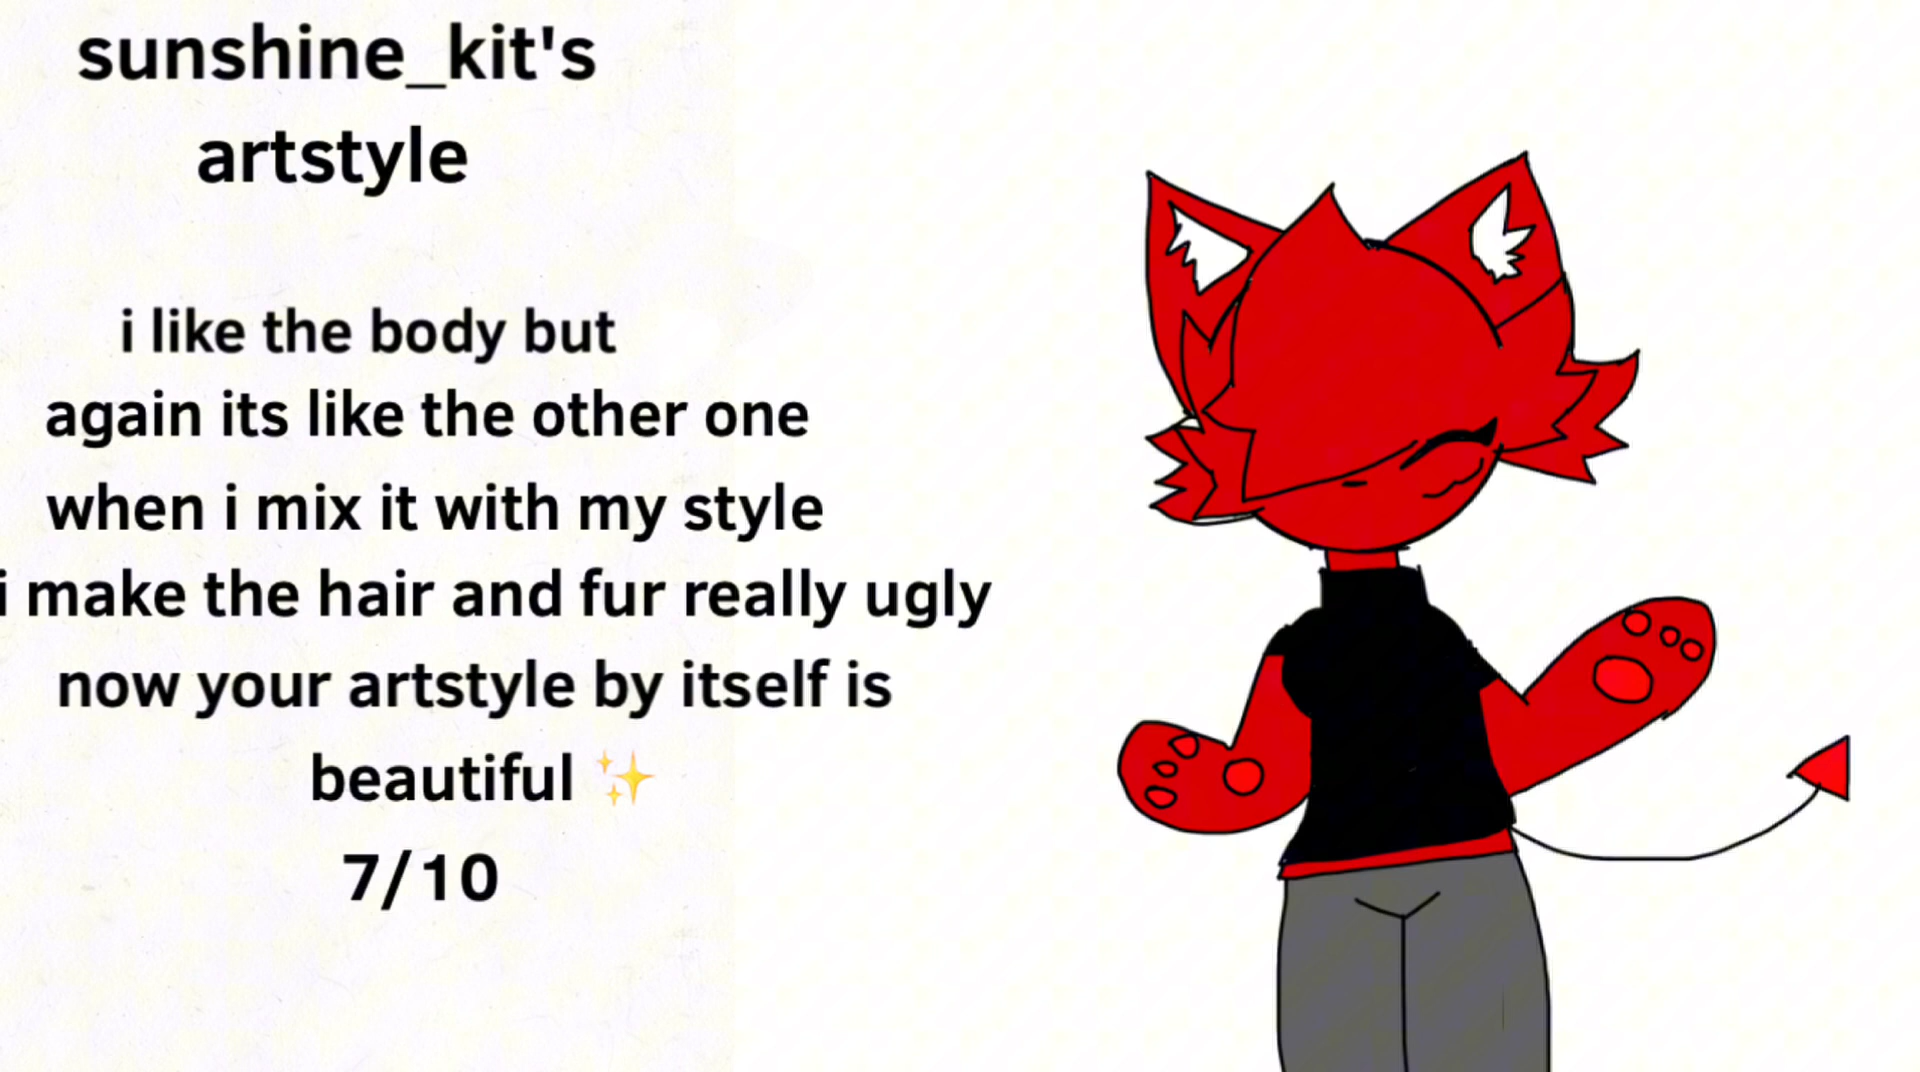 sunshine_kit's
artstyle
i like the body but
again its like the other one
when i mix it with my style
i make the hair and fur really ugly
now your artstyle by itself is
beautiful ✨
7/10